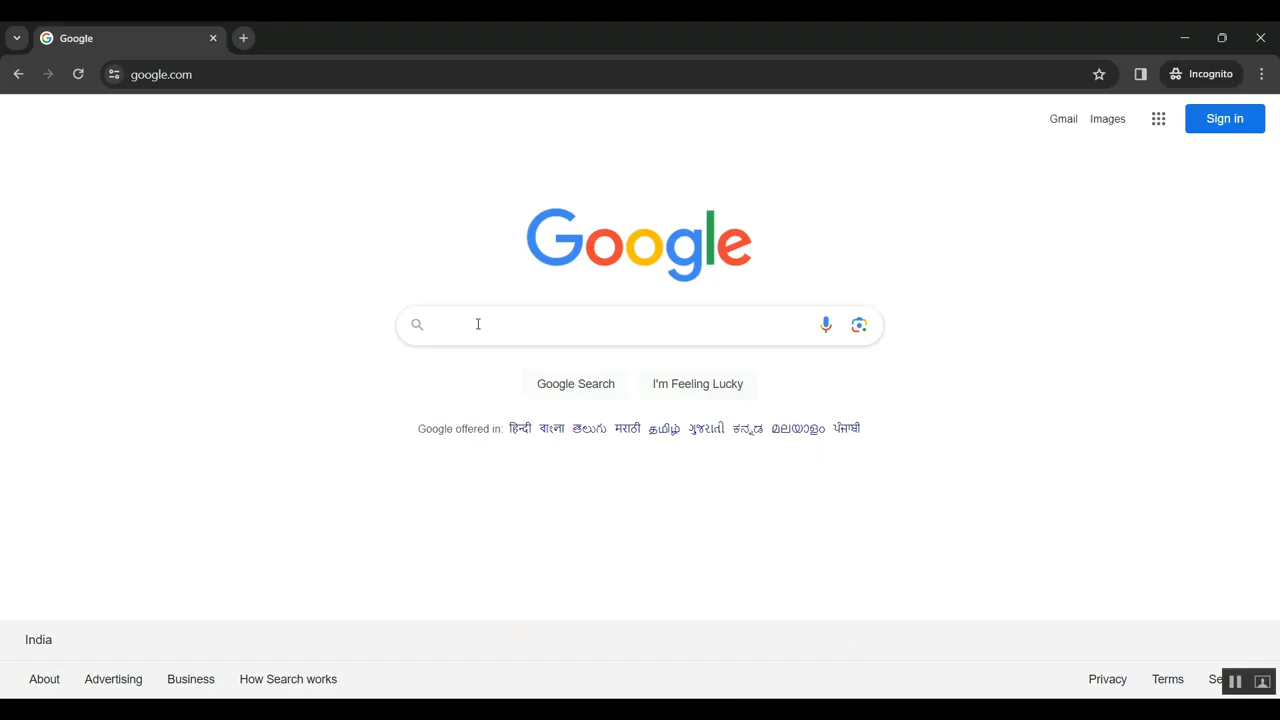 Google
google.com
Incognito
Gmail Images Sign in
Google
Google Search I'm Feeling Lucky
Google offered in: हिन्दी বাংলা తెలుగు मराठी தமிழ் ગુજરાતી ಕನ್ನಡ മലയാളം ਪੰਜਾਬੀ
India
About Advertising Business How Search works Privacy Terms